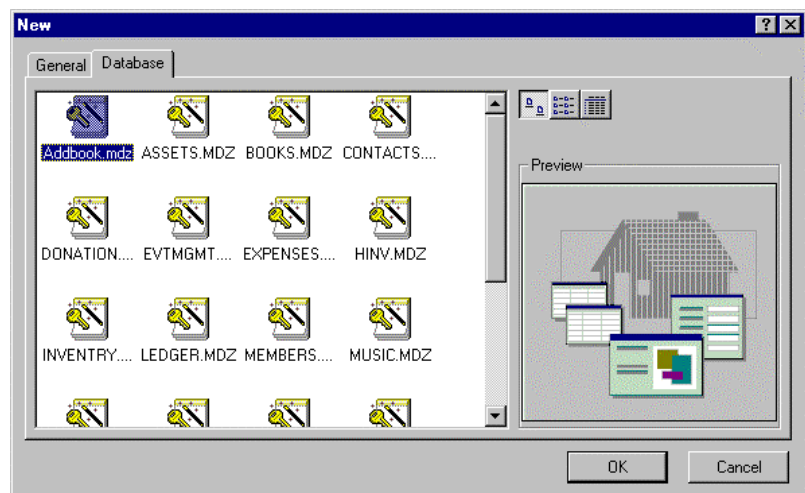 New
General Database
Addbook.mdz ASSETS.MDZ BOOKS.MDZ CONTACTS....
Preview
DONATION.... EVTMGMT.... EXPENSES.... HINV.MDZ
INVENTRY.... LEDGER.MDZ MEMBERS.... MUSIC.MDZ
OK Cancel